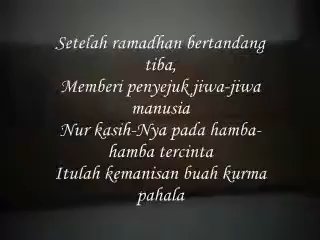 Setelah ramadhan bertandang
tiba,
Memberi penyejuk jiwa-jiwa
manusia
Nur kasih-Nya pada hamba-
hamba tercinta
Itulah kemanisan buah kurma
pahala